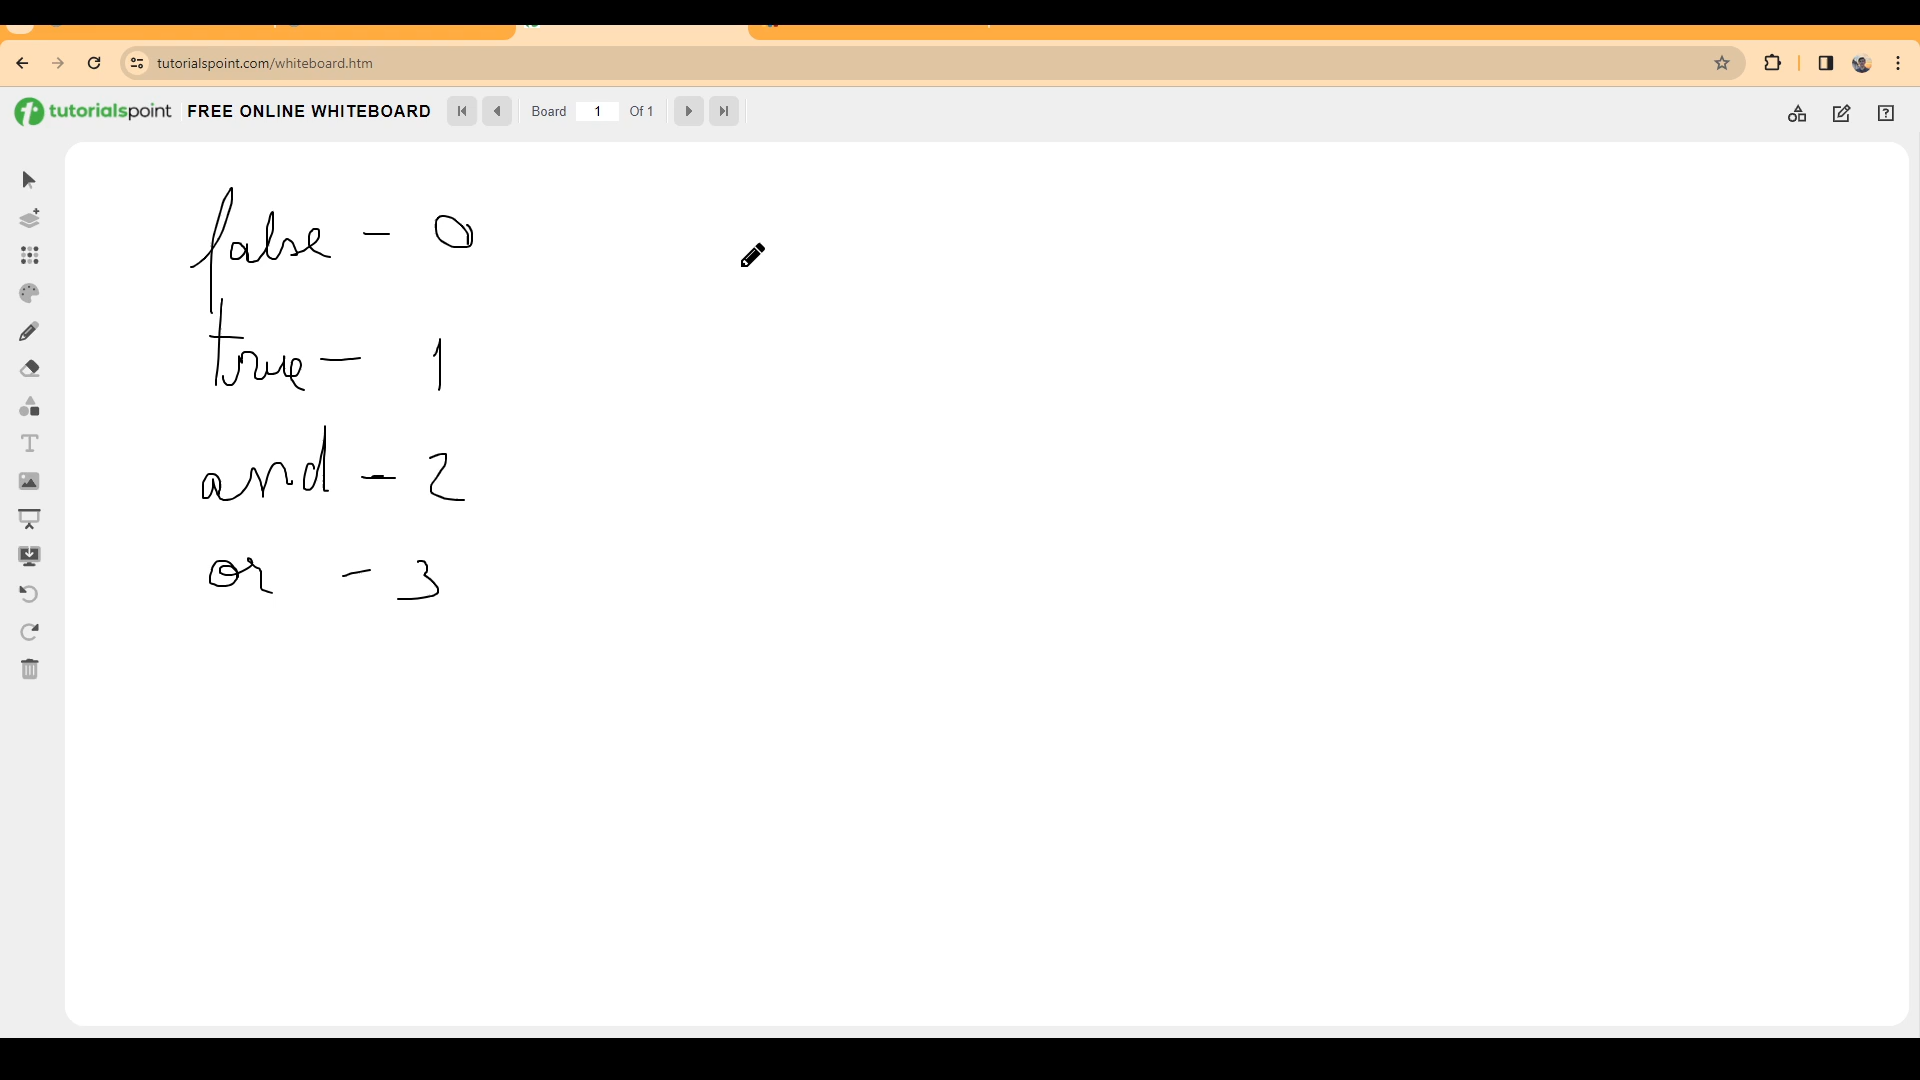 tutorialspoint.com/whiteboard.htm
tutorialspoint FREE ONLINE WHITEBOARD Board 1 Of 1
false - 0
true - 1
and - 2
or - 3